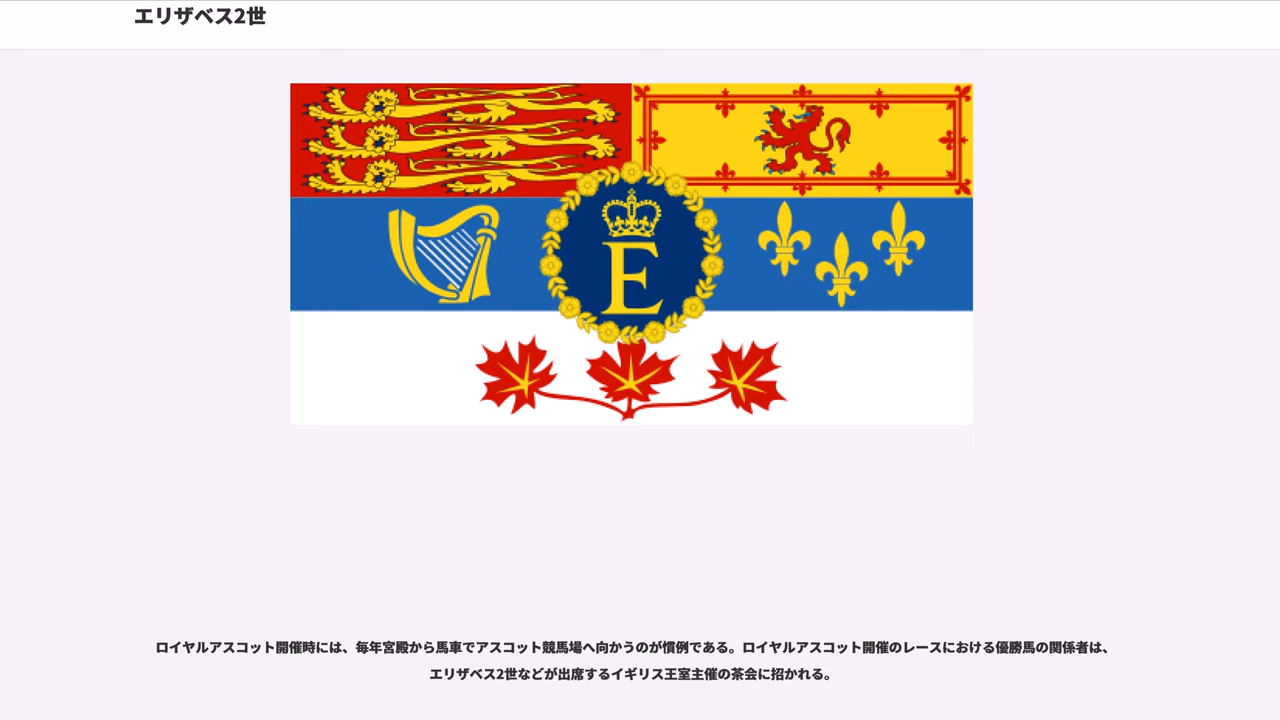 エリザベス2世
E
ロイヤルアスコット開催時には、毎年宮殿から馬車でアスコット競馬場へ向かうのが慣例である。ロイヤルアスコット開催のレースにおける優勝馬の関係者は、
エリザベス2世などが出席するイギリス王室主催の茶会に招かれる。